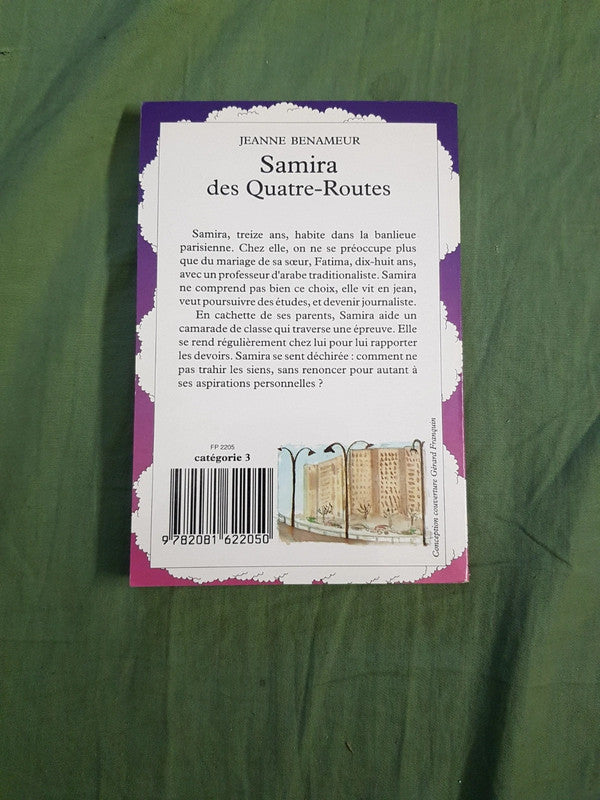 JEANNE BENAMEUR
Samira
des Quatre-Routes
Samira, treize ans, habite dans la banlieue
parisienne. Chez elle, on ne se préoccupe plus
que du mariage de sa sœur, Fatima, dix-huit ans,
avec un professeur d'arabe traditionaliste. Samira
ne comprend pas bien ce choix, elle vit en jean,
veut poursuivre des études, et devenir journaliste.
En cachette de ses parents, Samira aide un
camarade de classe qui traverse une épreuve. Elle
se rend régulièrement chez lui pour lui rapporter
les devoirs. Samira se sent déchirée : comment ne
pas trahir les siens, sans renoncer pour autant à
ses aspirations personnelles ?
FP 2205
catégorie 3
9 782081 622050
Conception couverture Gérard Franquin